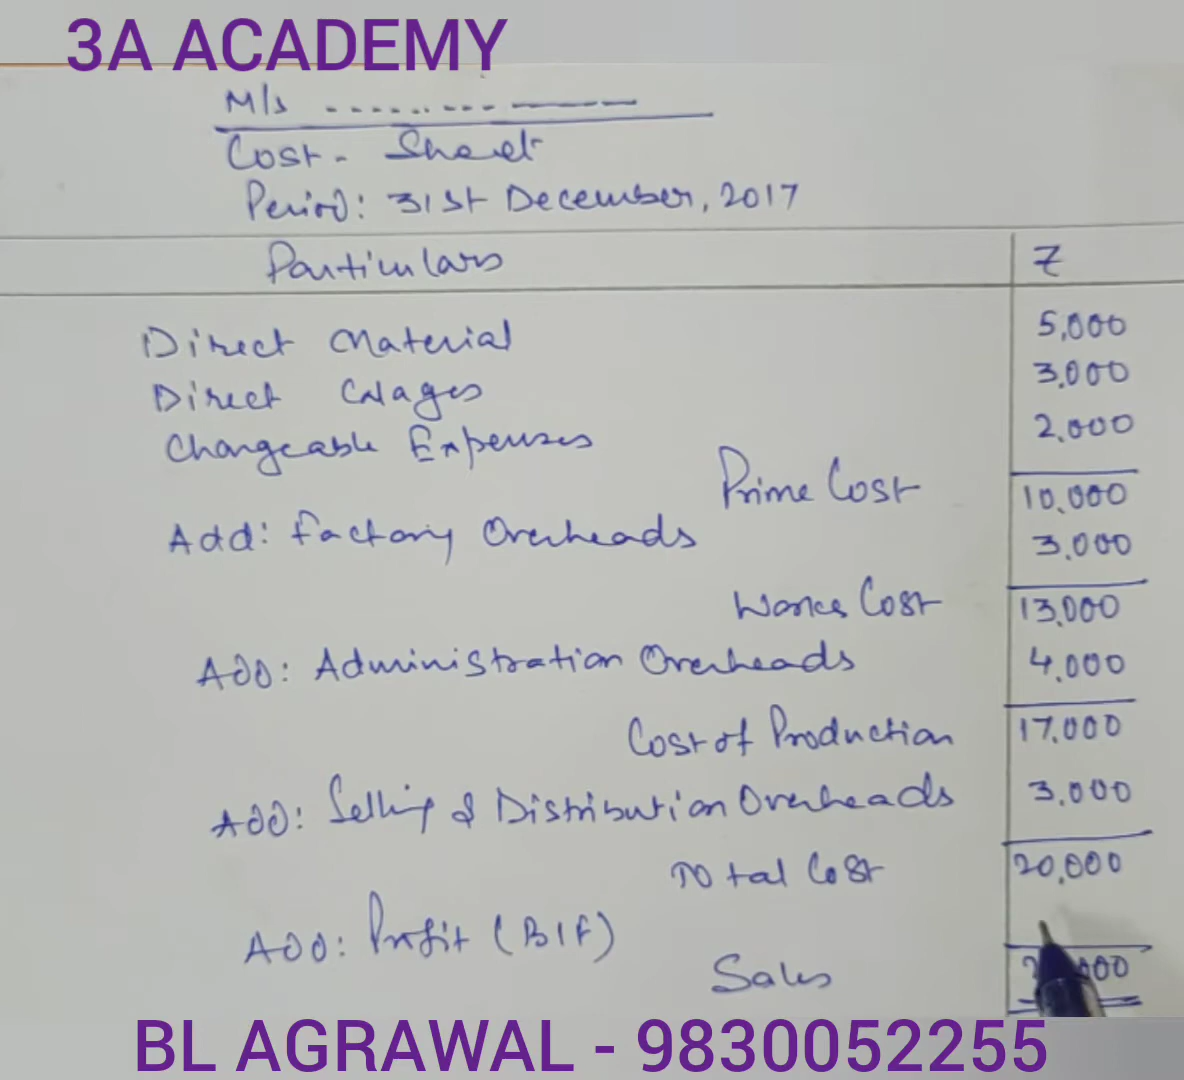 3A ACADEMY
M/s
Cost - Sheet
Period: 31st December, 2017
Particulars ₹
Direct Material 5,000
Direct Wages 3,000
Chargeable Expenses 2,000
Prime Cost 10,000
Add: Factory Overheads 3,000
Works Cost 13,000
Add: Administration Overheads 4,000
Cost of Production 17,000
Add: Selling & Distribution Overheads 3,000
Total Cost 20,000
Add: Profit (B/F)
Sales
BL AGRAWAL - 9830052255